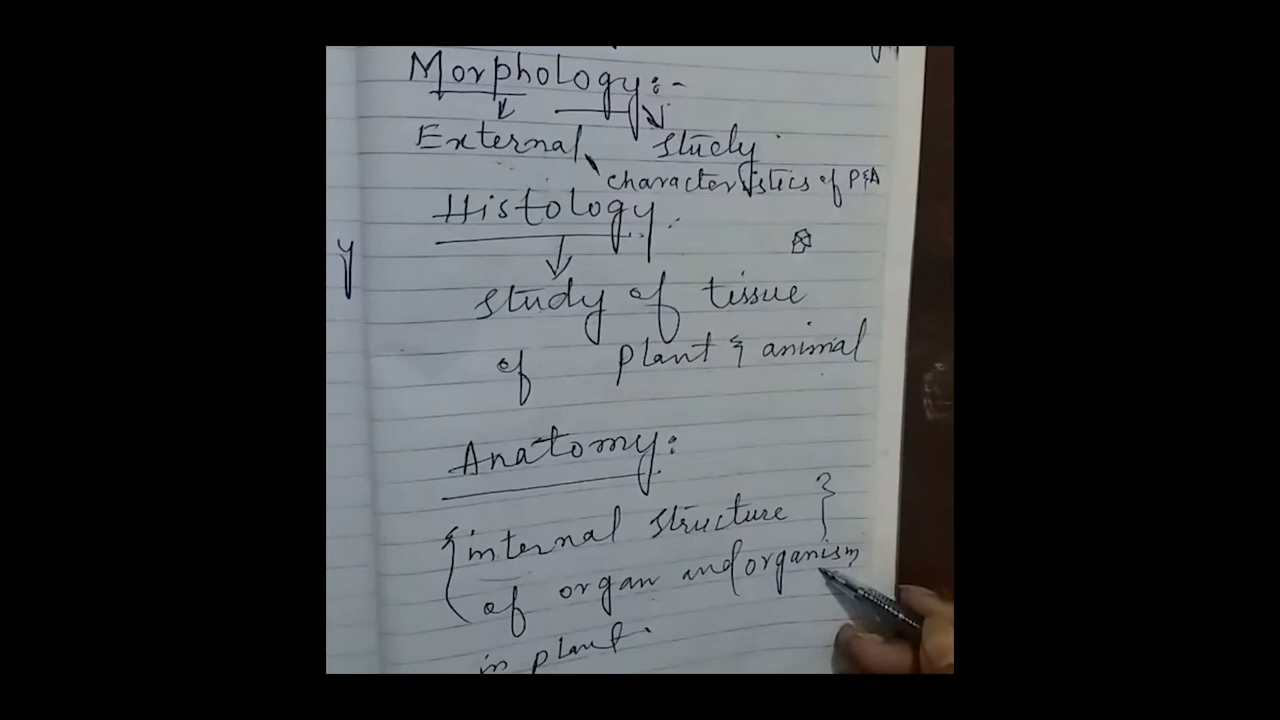 Morphology:-
External study
characteristics of P&A
Histology
study of tissue
of plant & animal
y
Anatomy:
{internal structure}
of organ and organism
in plant.